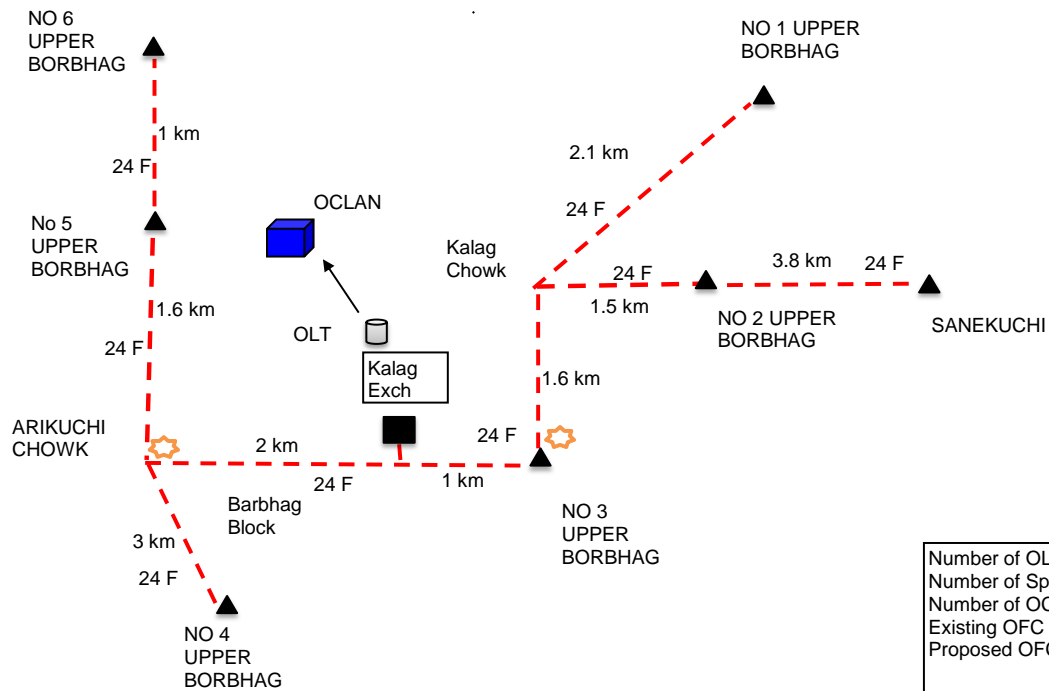 NO 6
UPPER
BORBHAG
NO 1 UPPER
BORBHAG
1 km
24 F
2.1 km
24 F
OCLAN
No 5
UPPER
BORBHAG
Kalag
Chowk
24 F
3.8 km
24 F
1.5 km
1.6 km
NO 2 UPPER
BORBHAG
SANEKUCHI
OLT
24 F
Kalag
Exch
1.6 km
ARIKUCHI
CHOWK
24 F
2 km
24 F
1 km
Barbhag
Block
NO 3
UPPER
BORBHAG
3 km
24 F
NO 4
UPPER
BORBHAG
Number of OL
Number of Sp
Number of OC
Existing OFC
Proposed OFC